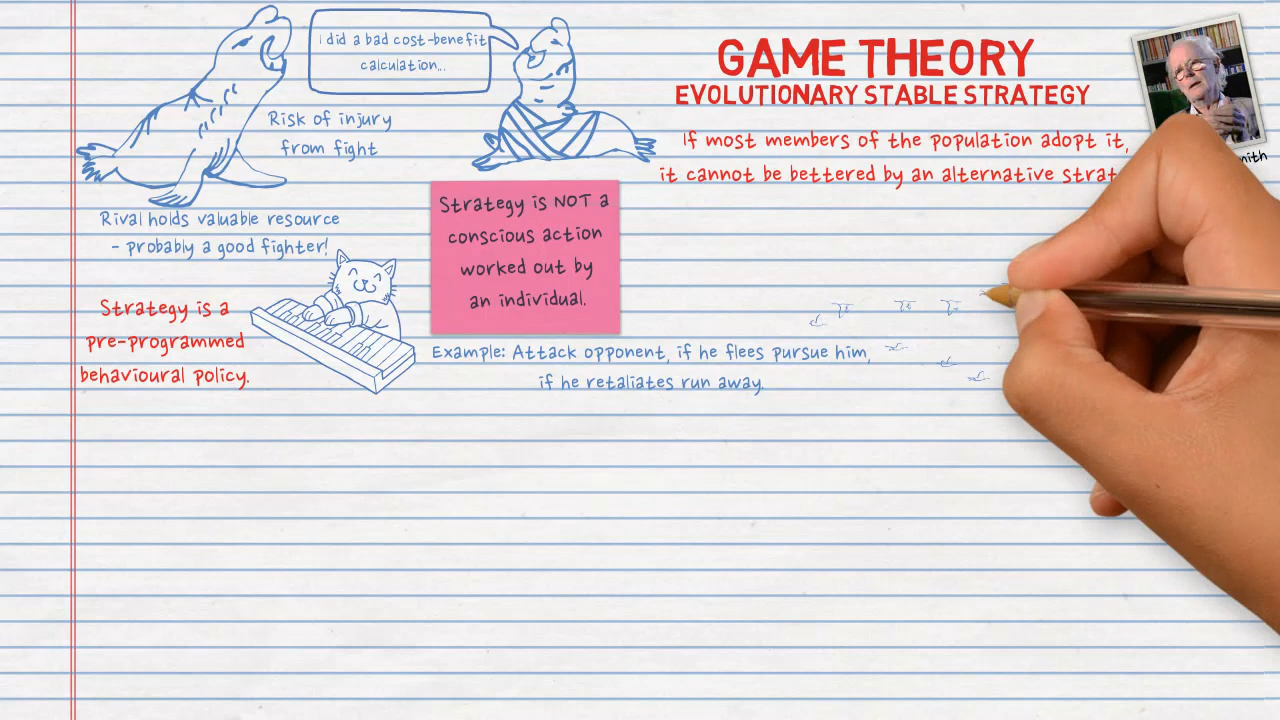 i did a bad cost-benefit
calculation...
Risk of injury
from fight
Rival holds valuable resource
- probably a good fighter!
Strategy is a
pre-programmed
behavioural policy.
Strategy is NOT a
conscious action
worked out by
an individual.
Example: Attack opponent, if he flees pursue him,
if he retaliates run away.
GAME THEORY
EVOLUTIONARY STABLE STRATEGY
If most members of the population adopt it,
it cannot be bettered by an alternative